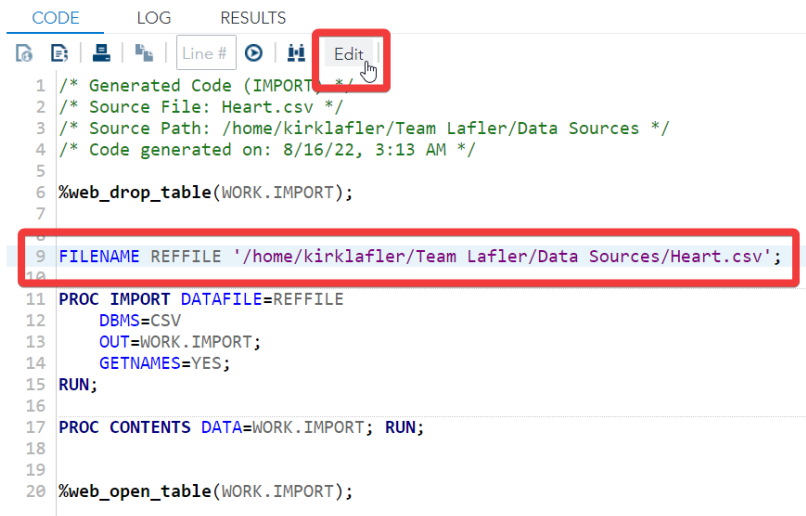 CODE LOG RESULTS
Line # Edit
1 /* Generated Code (IMPORT) */
2 /* Source File: Heart.csv */
3 /* Source Path: /home/kirklafler/Team Lafler/Data Sources */
4 /* Code generated on: 8/16/22, 3:13 AM */
5
6 %web_drop_table(WORK.IMPORT);
7
8
9 FILENAME REFFILE '/home/kirklafler/Team Lafler/Data Sources/Heart.csv';
10
11 PROC IMPORT DATAFILE=REFFILE
12     DBMS=CSV
13     OUT=WORK.IMPORT;
14     GETNAMES=YES;
15 RUN;
16
17 PROC CONTENTS DATA=WORK.IMPORT; RUN;
18
19
20 %web_open_table(WORK.IMPORT);